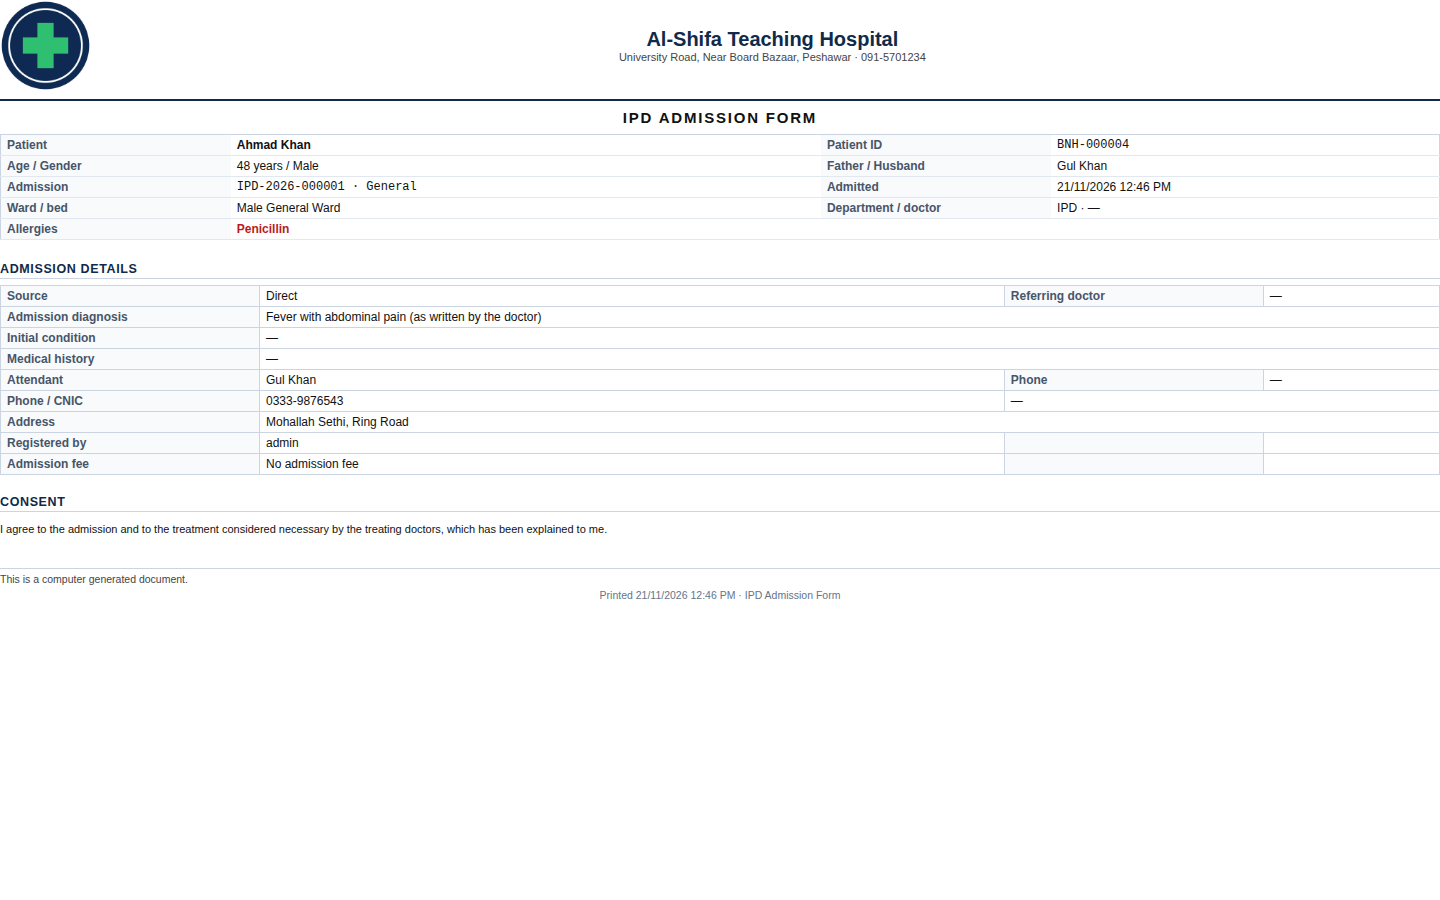 Al-Shifa Teaching Hospital
University Road, Near Board Bazaar, Peshawar · 091-5701234
IPD ADMISSION FORM
Patient Ahmad Khan Patient ID BNH-000004
Age / Gender 48 years / Male Father / Husband Gul Khan
Admission IPD-2026-000001 · General Admitted 21/11/2026 12:46 PM
Ward / bed Male General Ward Department / doctor IPD · —
Allergies Penicillin
ADMISSION DETAILS
Source Direct Referring doctor —
Admission diagnosis Fever with abdominal pain (as written by the doctor)
Initial condition —
Medical history —
Attendant Gul Khan Phone —
Phone / CNIC 0333-9876543 —
Address Mohallah Sethi, Ring Road
Registered by admin
Admission fee No admission fee
CONSENT
I agree to the admission and to the treatment considered necessary by the treating doctors, which has been explained to me.
This is a computer generated document.
Printed 21/11/2026 12:46 PM · IPD Admission Form